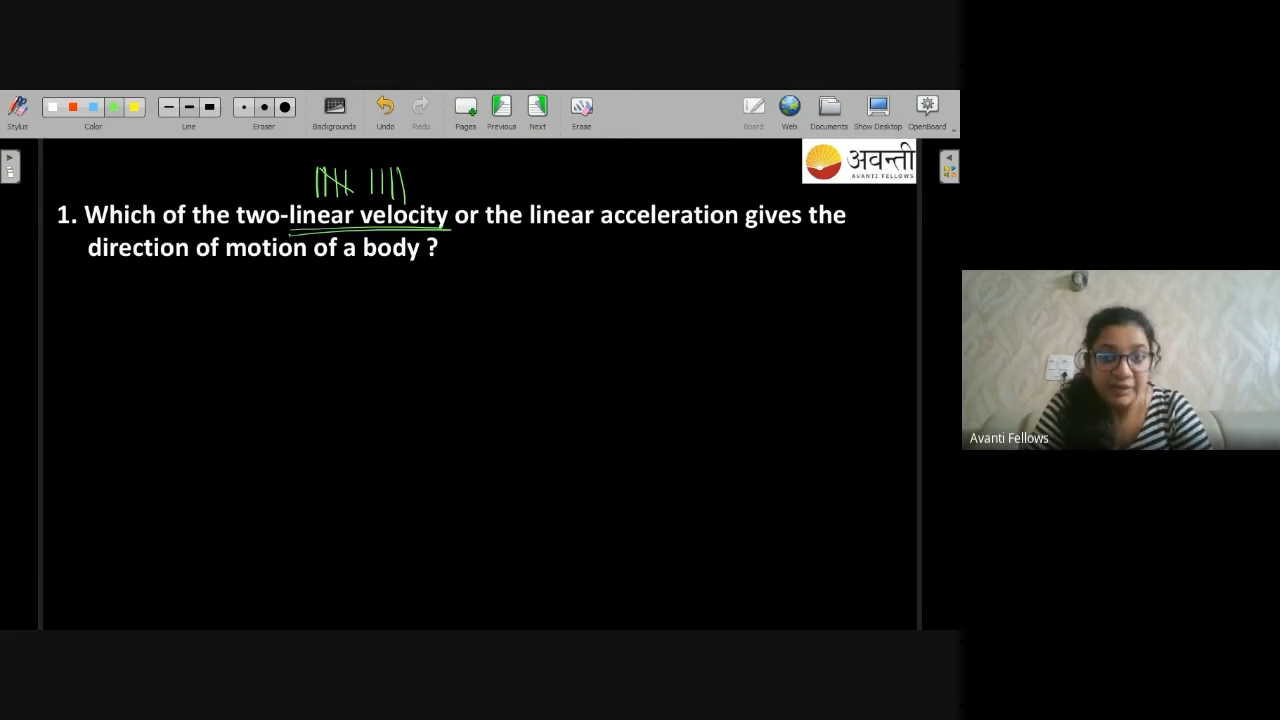 Stylus
Color
Line
Eraser
Backgrounds
Undo
Redo
Pages
Previous
Next
Erase
Board
Web
Documents
Show Desktop
OpenBoard
अवन्ती
AVANTI FELLOWS
1. Which of the two-linear velocity or the linear acceleration gives the
direction of motion of a body ?
Avanti Fellows